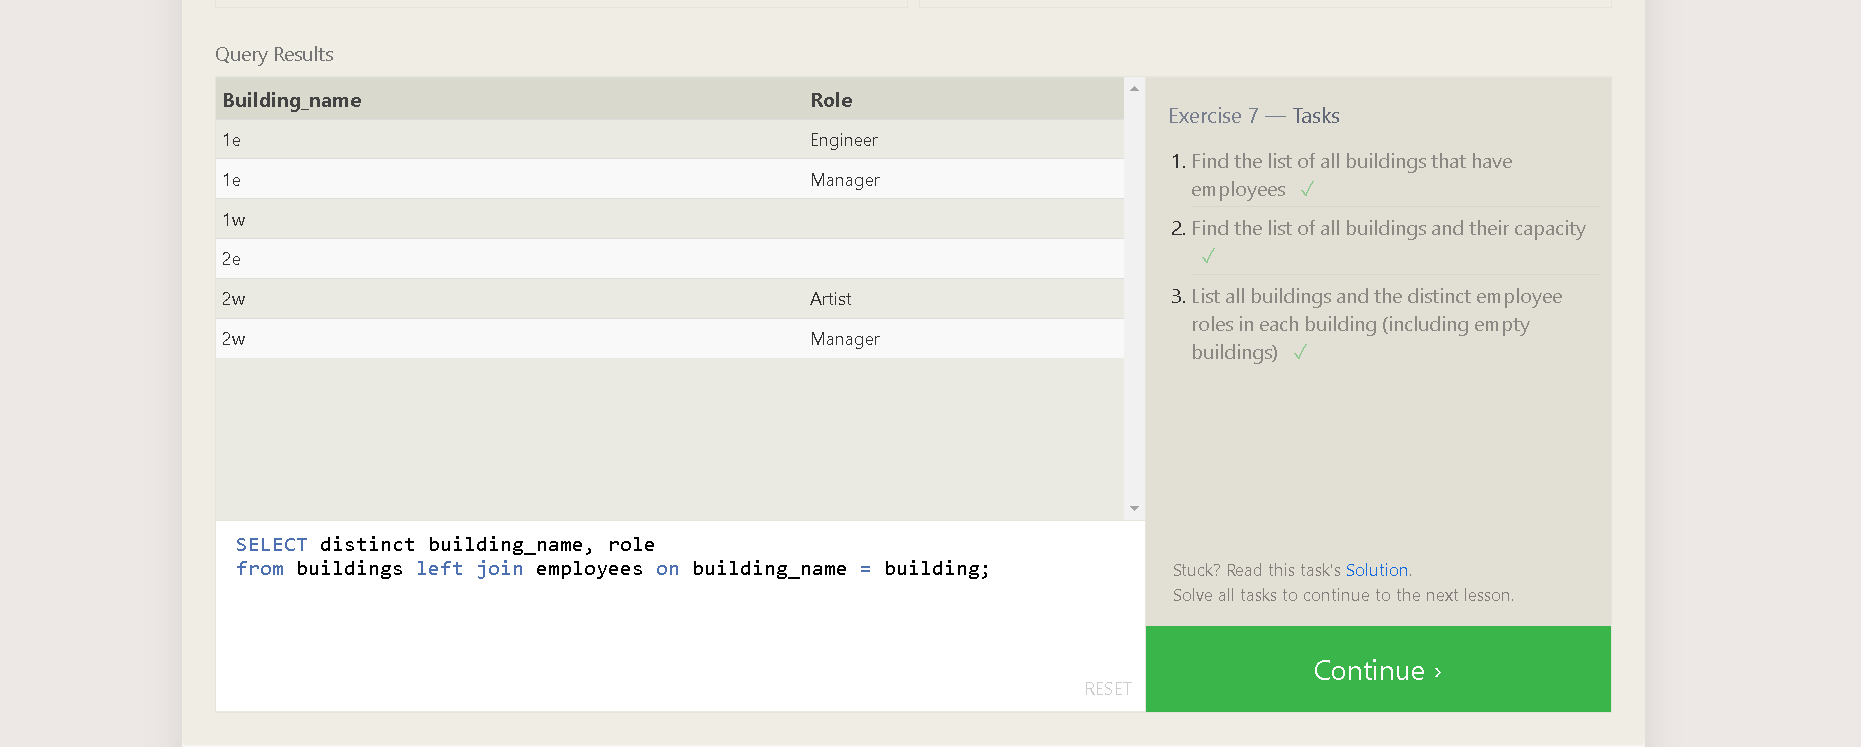 Query Results
Building_name Role
1e Engineer
1e Manager
1w
2e
2w Artist
2w Manager
SELECT distinct building_name, role
from buildings left join employees on building_name = building;
RESET
Exercise 7 — Tasks
1. Find the list of all buildings that have
employees ✓
2. Find the list of all buildings and their capacity
✓
3. List all buildings and the distinct employee
roles in each building (including empty
buildings) ✓
Stuck? Read this task's Solution.
Solve all tasks to continue to the next lesson.
Continue ›